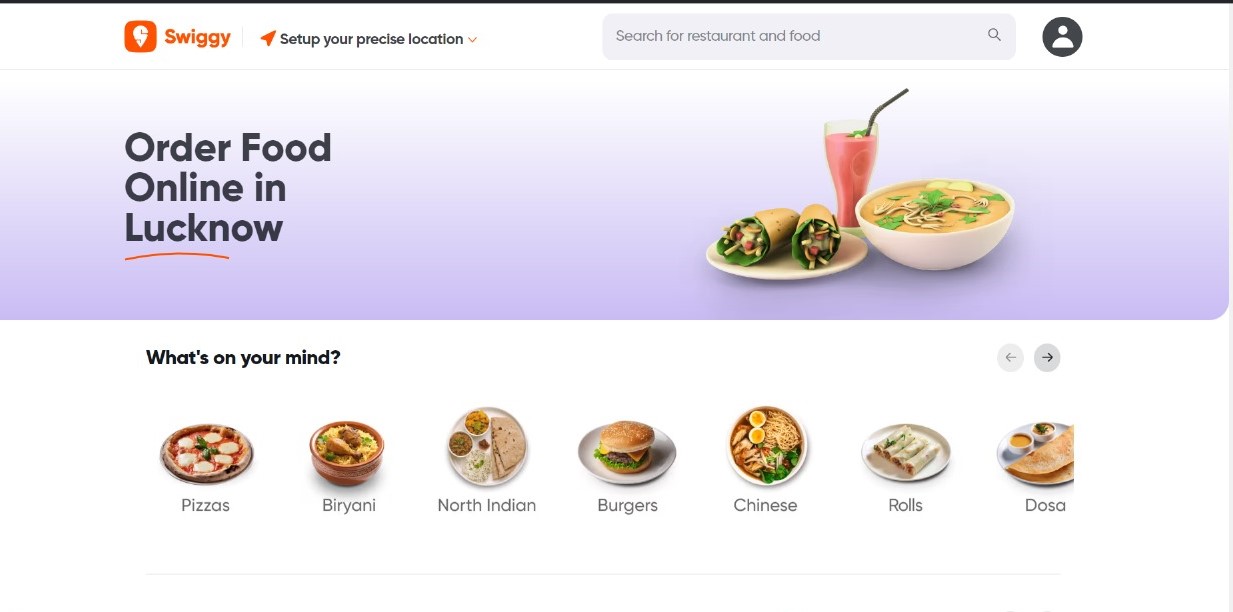 Swiggy
Setup your precise location
Search for restaurant and food
Order Food
Online in
Lucknow
What's on your mind?
Pizzas
Biryani
North Indian
Burgers
Chinese
Rolls
Dosa